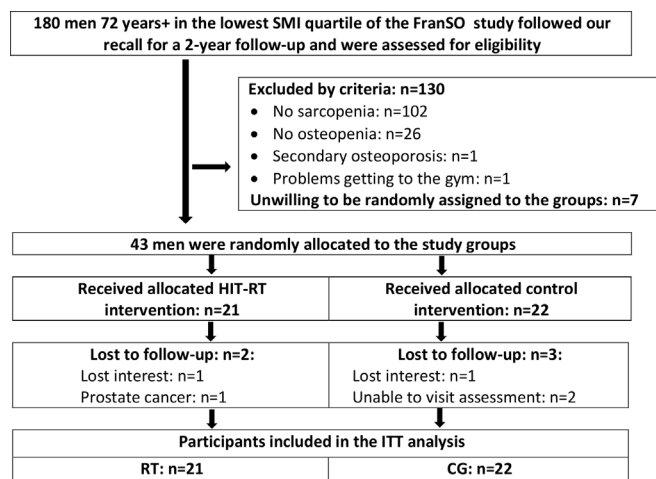 180 men 72 years+ in the lowest SMI quartile of the FranSO study followed our
recall for a 2-year follow-up and were assessed for eligibility
Excluded by criteria: n=130
• No sarcopenia: n=102
• No osteopenia: n=26
• Secondary osteoporosis: n=1
• Problems getting to the gym: n=1
Unwilling to be randomly assigned to the groups: n=7
43 men were randomly allocated to the study groups
Received allocated HIT-RT
intervention: n=21
Received allocated control
intervention: n=22
Lost to follow-up: n=2:
Lost interest: n=1
Prostate cancer: n=1
Lost to follow-up: n=3:
Lost interest: n=1
Unable to visit assessment: n=2
Participants included in the ITT analysis
RT: n=21
CG: n=22